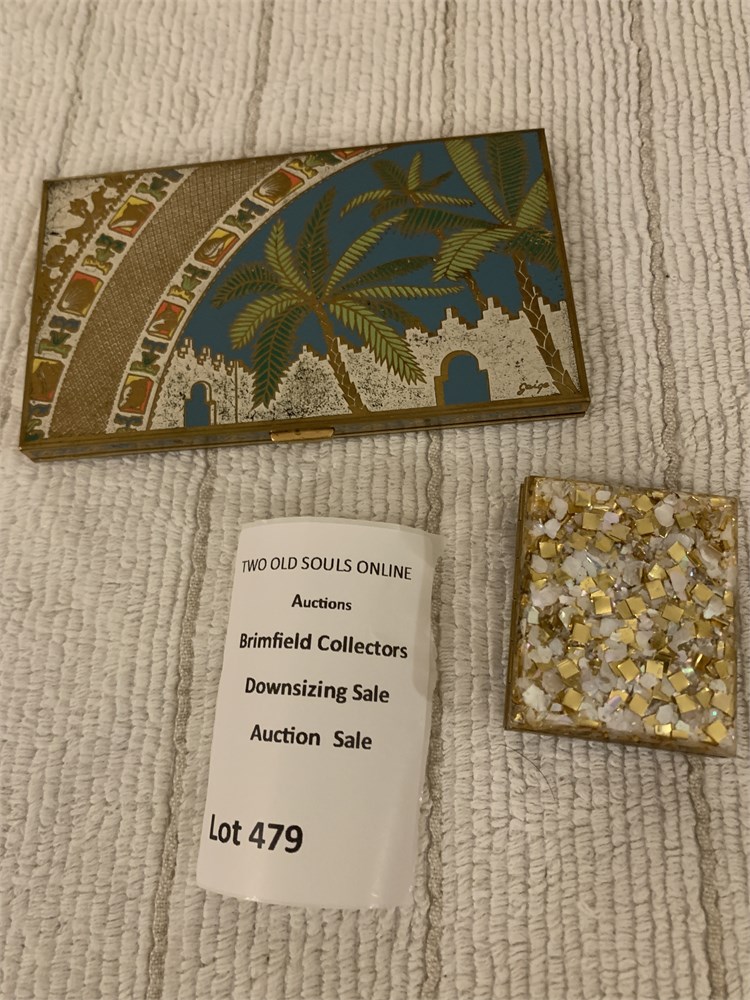 TWO OLD SOULS ONLINE
Auctions
Brimfield Collectors
Downsizing Sale
Auction Sale
Lot 479